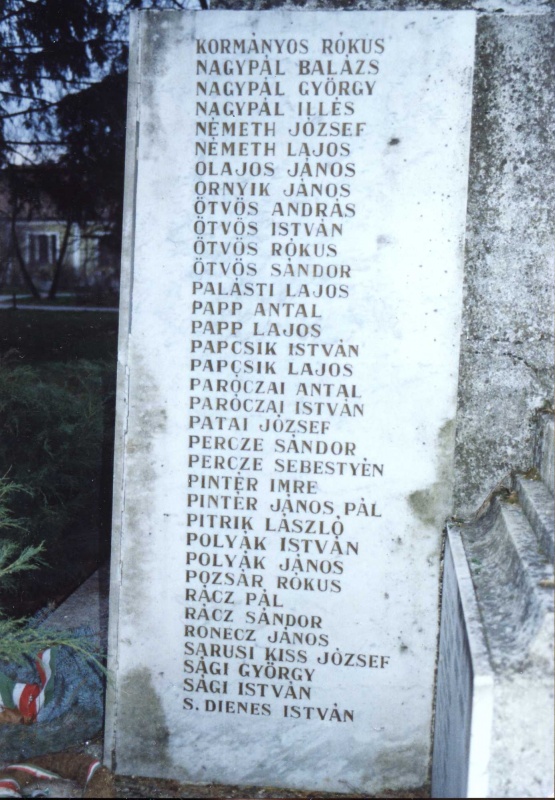 KORMÁNYOS RÓKUS
NAGYPÁL BALÁZS
NAGYPÁL GYÖRGY
NAGYPÁL ILLÉS
NÉMETH JÓZSEF
NÉMETH LAJOS
OLAJOS JÁNOS
ORNYIK JÁNOS
ÖTVÖS ANDRÁS
ÖTVÖS ISTVÁN
ÖTVÖS RÓKUS
ÖTVÖS SÁNDOR
PALÁSTI LAJOS
PAPP ANTAL
PAPP LAJOS
PAPCSIK ISTVÁN
PAPCSIK LAJOS
PARÓCZAI ANTAL
PARÓCZAI ISTVÁN
PATAI JÓZSEF
PERCZE SÁNDOR
PERCZE SEBESTYÉN
PINTÉR IMRE
PINTÉR JÁNOS PÁL
PITRIK LÁSZLÓ
POLYÁK ISTVÁN
POLYÁK JÁNOS
POZSÁR RÓKUS
RÁCZ PÁL
RÁCZ SÁNDOR
RONECZ JÁNOS
SARUSI KISS JÓZSEF
SÁGI GYÖRGY
SÁGI ISTVÁN
S. DIENES ISTVÁN